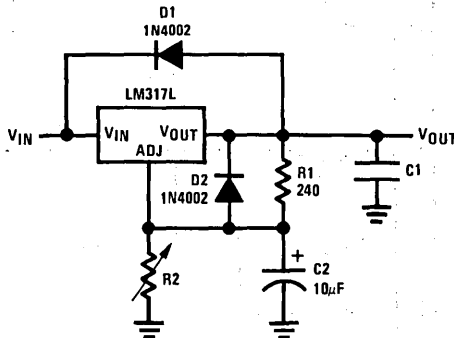 D1
1N4002
LM317L
VIN
VIN
VOUT
ADJ
VOUT
D2
1N4002
R1
240
C1
R2
+
C2
10μF